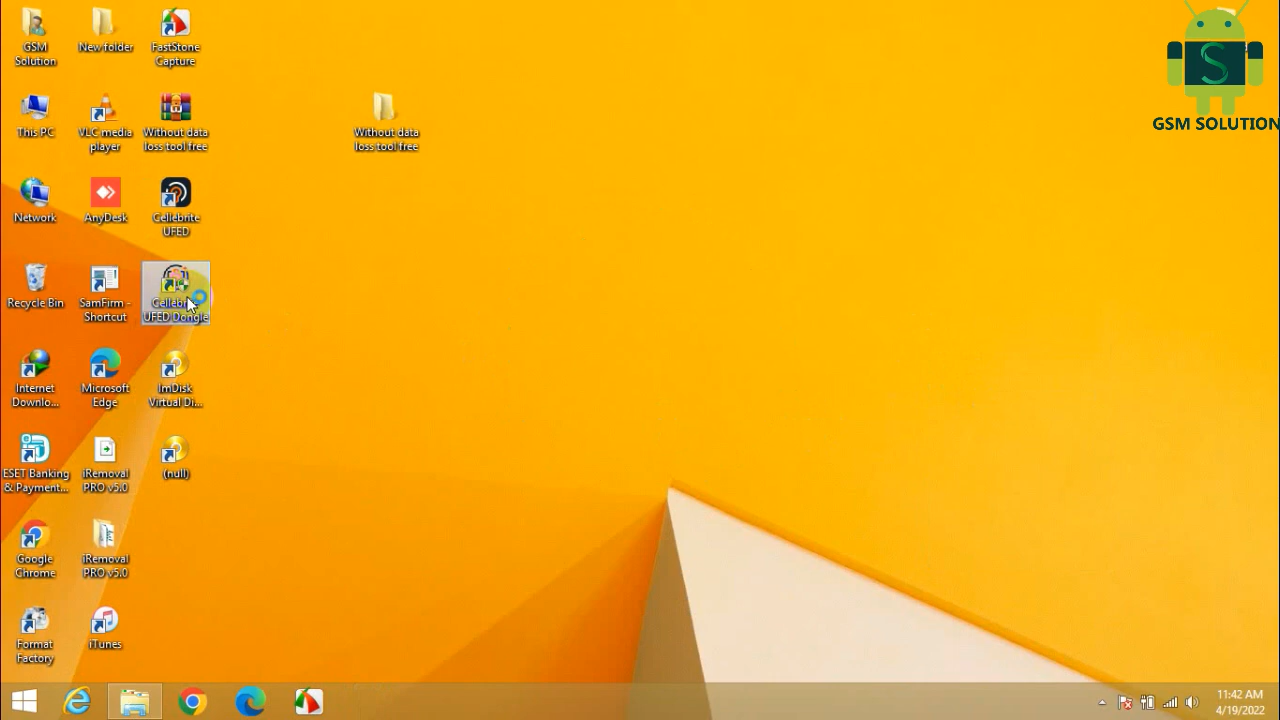 GSM
Solution
New folder
FastStone
Capture
This PC
VLC media
player
Without data
loss tool free
Without data
loss tool free
Network
AnyDesk
Cellebrite
UFED
Recycle Bin
SamFirm -
Shortcut
Cellebrite
UFED Dongle
Internet
Downlo...
Microsoft
Edge
ImDisk
Virtual Di...
ESET Banking
& Payment...
iRemoval
PRO v5.0
(null)
Google
Chrome
iRemoval
PRO v5.0
Format
Factory
iTunes
S
GSM SOLUTION
11:42 AM
4/19/2022